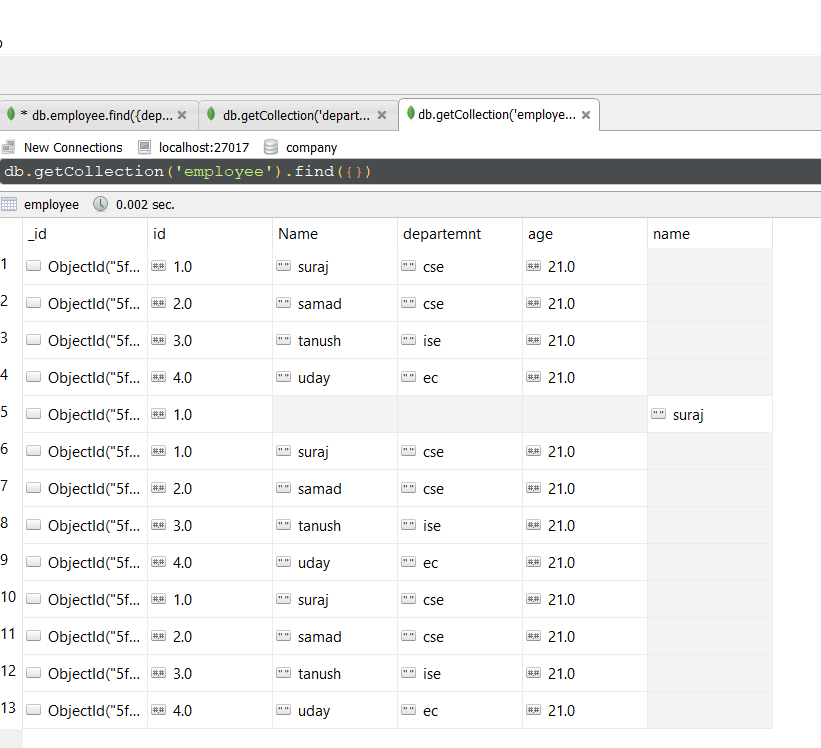 * db.employee.find({dep...
db.getCollection('depart...
db.getCollection('employe...
New Connections localhost:27017 company
db.getCollection('employee').find({})
employee 0.002 sec.
_id id Name departemnt age name
1 ObjectId("5f... 1.0 suraj cse 21.0
2 ObjectId("5f... 2.0 samad cse 21.0
3 ObjectId("5f... 3.0 tanush ise 21.0
4 ObjectId("5f... 4.0 uday ec 21.0
5 ObjectId("5f... 1.0 suraj
6 ObjectId("5f... 1.0 suraj cse 21.0
7 ObjectId("5f... 2.0 samad cse 21.0
8 ObjectId("5f... 3.0 tanush ise 21.0
9 ObjectId("5f... 4.0 uday ec 21.0
10 ObjectId("5f... 1.0 suraj cse 21.0
11 ObjectId("5f... 2.0 samad cse 21.0
12 ObjectId("5f... 3.0 tanush ise 21.0
13 ObjectId("5f... 4.0 uday ec 21.0